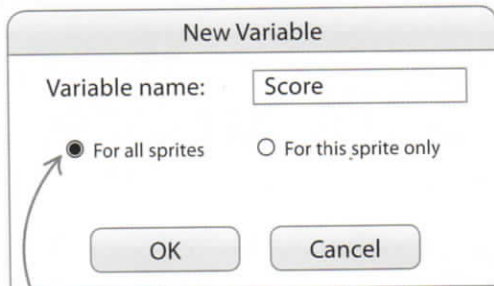 New Variable
Variable name: Score
For all sprites For this sprite only
OK Cancel